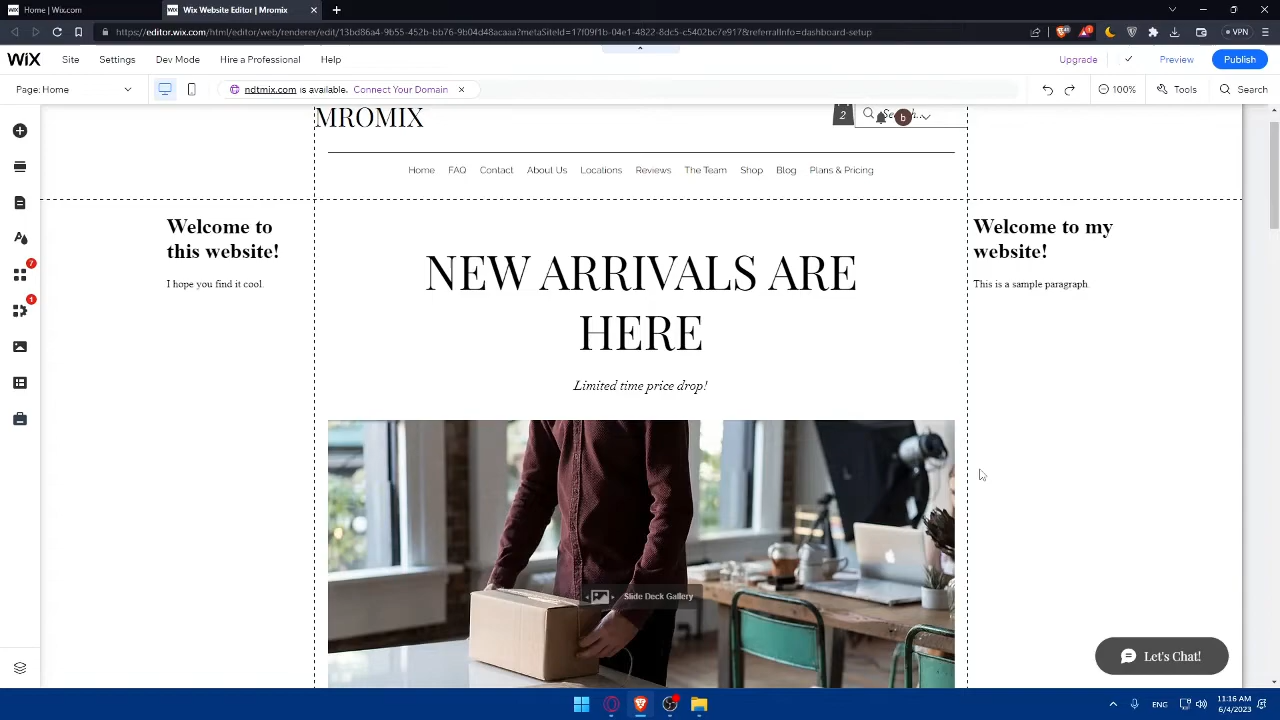 Home | Wix.com
Wix Website Editor | Mromix
https://editor.wix.com/html/editor/web/renderer/edit/13bd86a4-9b55-452b-bb76-9b04d48acaaa?metaSiteId=17f09f1b-04e1-4822-8dc5-c5402bc7e917&referralInfo=dashboard-setup
VPN
WiX
Site
Settings
Dev Mode
Hire a Professional
Help
Upgrade
Preview
Publish
Page: Home
ndtmix.com is available.
Connect Your Domain
100%
Tools
Search
MROMIX
2
b
Home
FAQ
Contact
About Us
Locations
Reviews
The Team
Shop
Blog
Plans & Pricing
7
1
Welcome to
this website!
I hope you find it cool.
NEW ARRIVALS ARE
HERE
Limited time price drop!
Welcome to my
website!
This is a sample paragraph.
Slide Deck Gallery
Let's Chat!
ENG
11:16 AM
6/4/2023